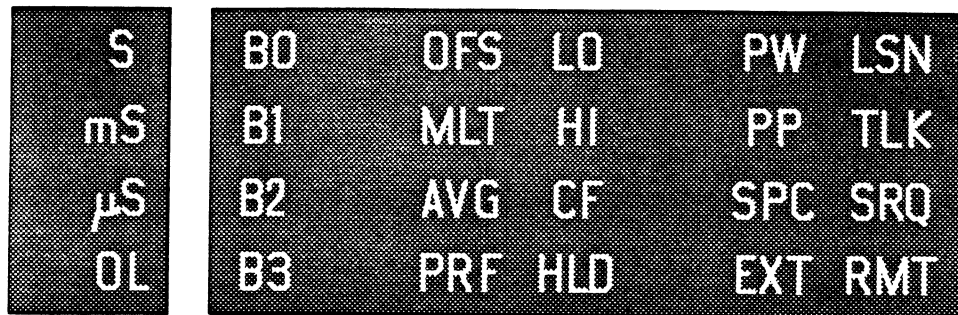 S B0 OFS LO PW LSN
mS B1 MLT HI PP TLK
µS B2 AVG CF SPC SRQ
OL B3 PRF HLD EXT RMT